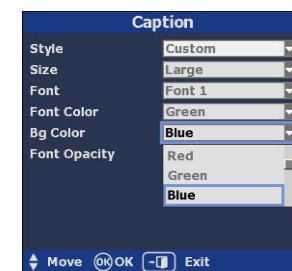 Caption
Style Custom
Size Large
Font Font 1
Font Color Green
Bg Color Blue
Font Opacity Red
Green
Blue
Move OK OK Exit